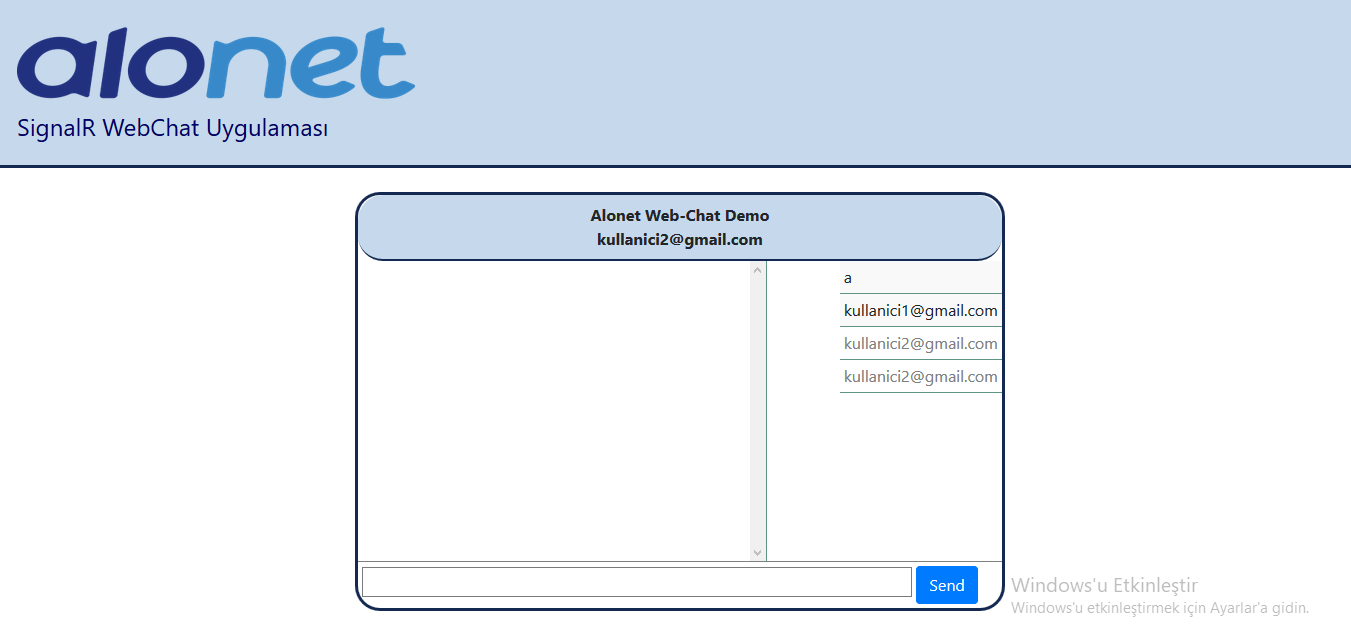 alonet
SignalR WebChat Uygulaması
Alonet Web-Chat Demo
kullanici2@gmail.com
a
kullanici1@gmail.com
kullanici2@gmail.com
kullanici2@gmail.com
Send
Windows'u Etkinleştir
Windows'u etkinleştirmek için Ayarlar'a gidin.